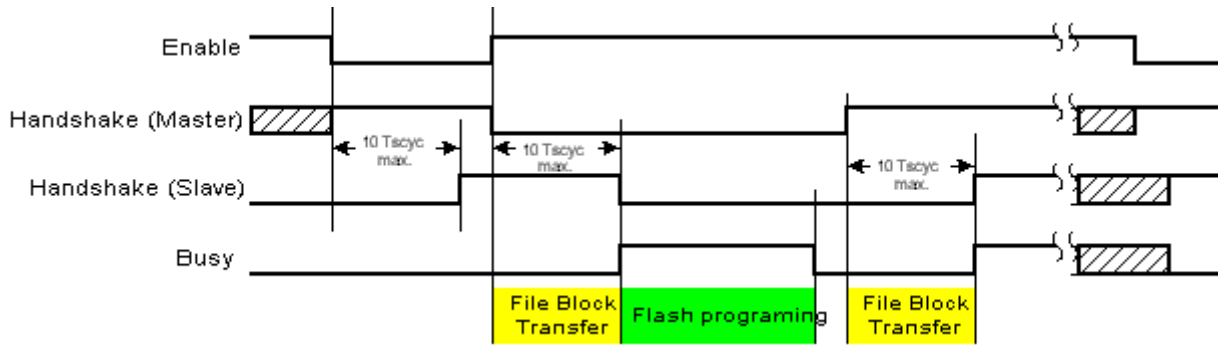 Enable
Handshake (Master)
10 Tscyc
max.
10 Tscyc
max.
10 Tscyc
max.
Handshake (Slave)
Busy
File Block
Transfer
Flash programing
File Block
Transfer